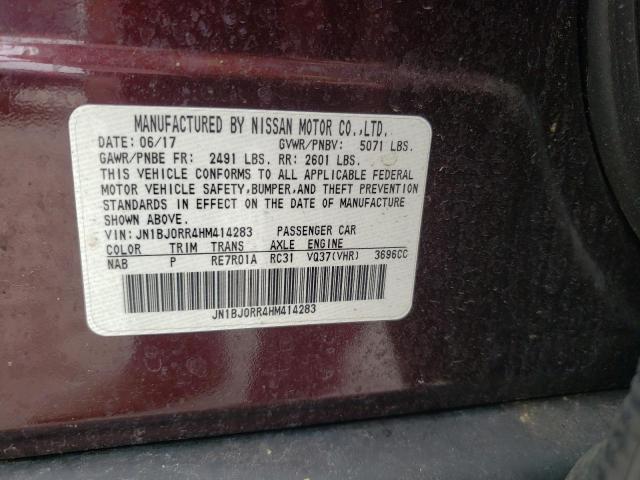 MANUFACTURED BY NISSAN MOTOR CO.,LTD.
DATE: 06/17 GVWR/PNBV: 5071 LBS.
GAWR/PNBE FR: 2491 LBS. RR: 2601 LBS.
THIS VEHICLE CONFORMS TO ALL APPLICABLE FEDERAL
MOTOR VEHICLE SAFETY,BUMPER,AND THEFT PREVENTION
STANDARDS IN EFFECT ON THE DATE OF MANUFACTURE
SHOWN ABOVE.
VIN:JN1BJ0RR4HM414283 PASSENGER CAR
COLOR TRIM TRANS AXLE ENGINE
NAB P RE7R01A RC31 VQ37(VHR) 3696CC
JN1BJ0RR4HM414283